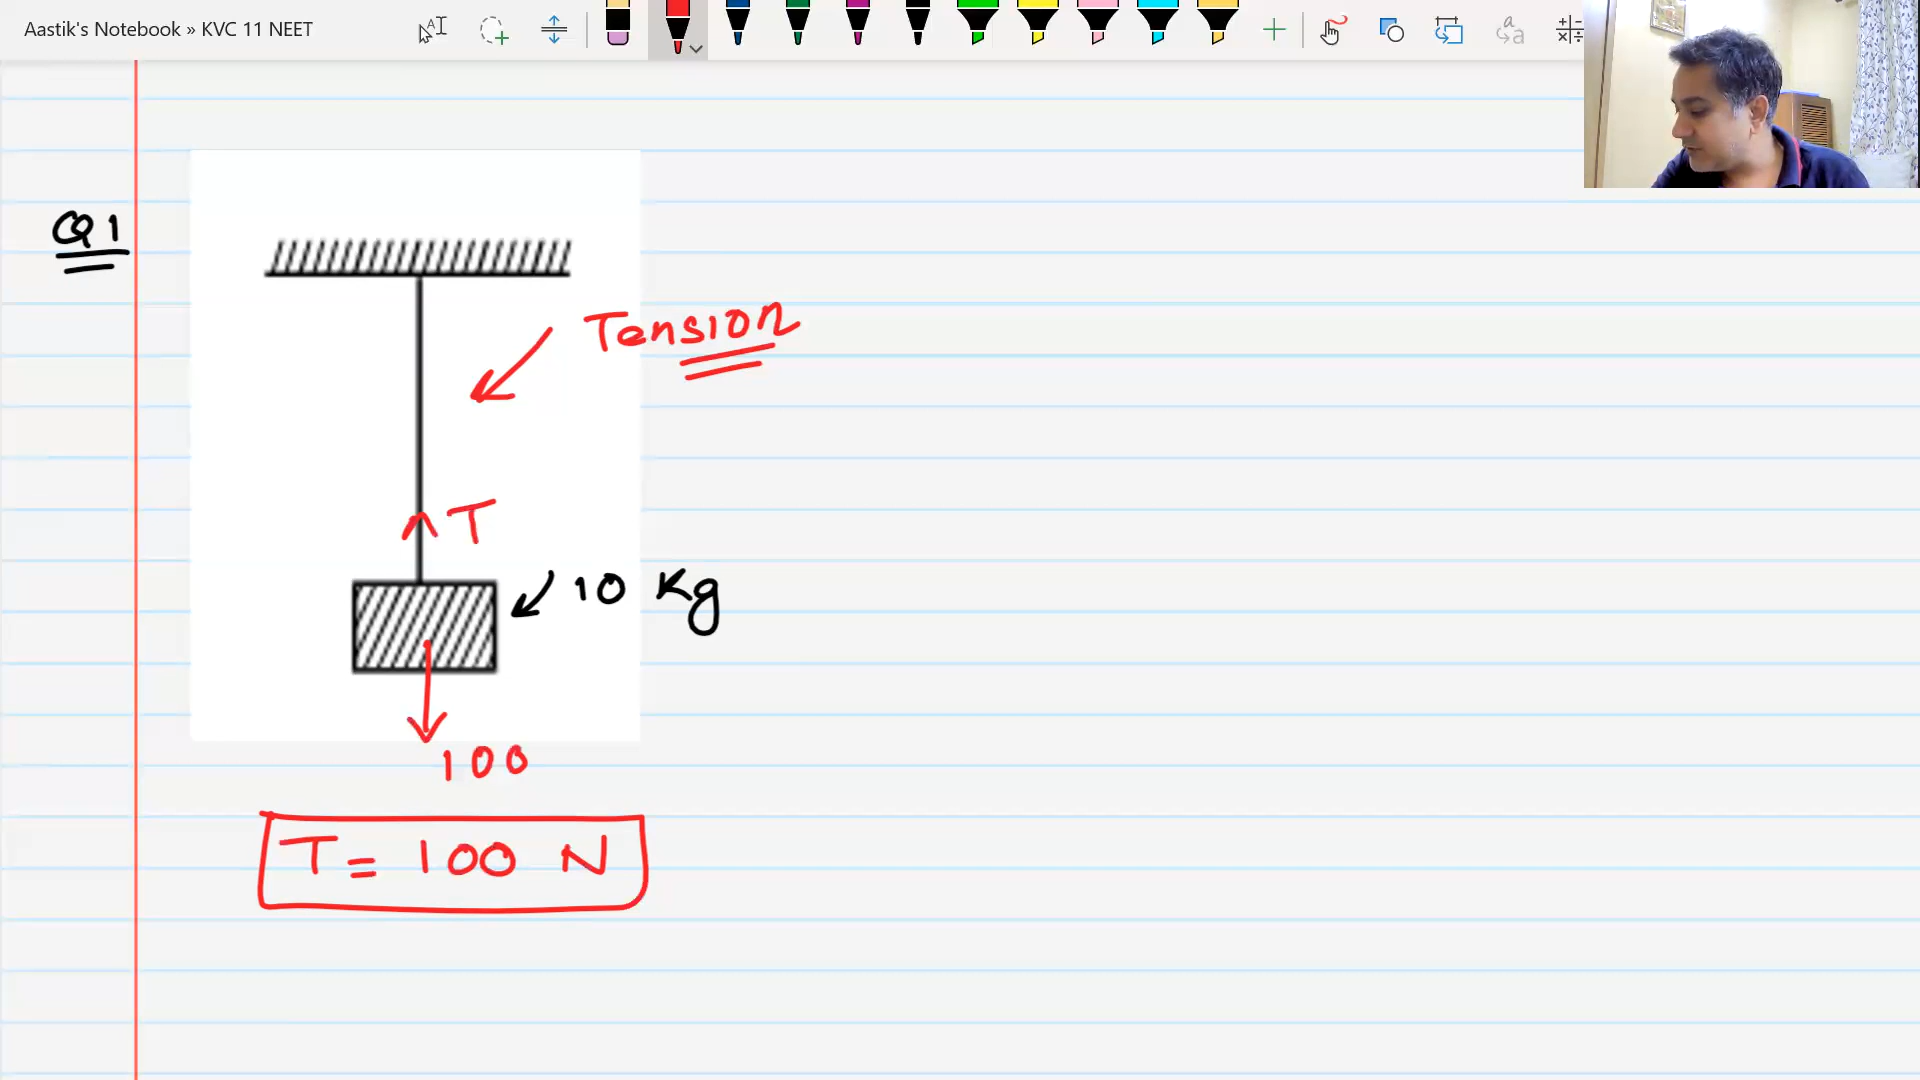 Aastik's Notebook » KVC 11 NEET
Q1
Tension
T
10 Kg
100
T = 100 N